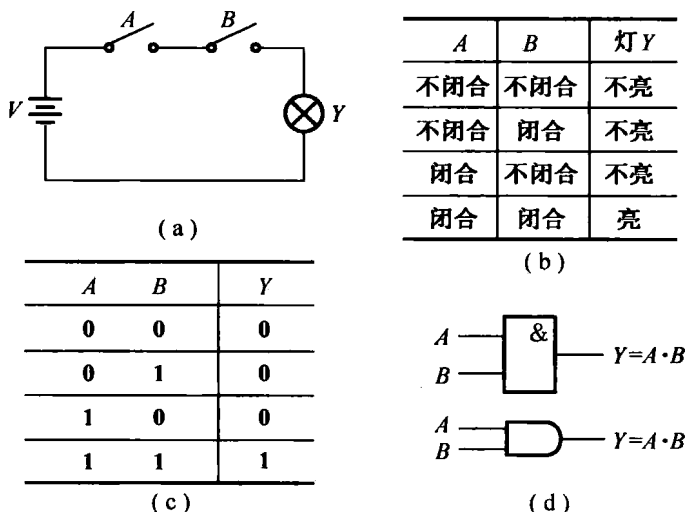 A B
V Y
(a)
A B 灯Y
不闭合 不闭合 不亮
不闭合 闭合 不亮
闭合 不闭合 不亮
闭合 闭合 亮
(b)
A B Y
0 0 0
0 1 0
1 0 0
1 1 1
(c)
A & Y=A·B
B
A Y=A·B
B
(d)